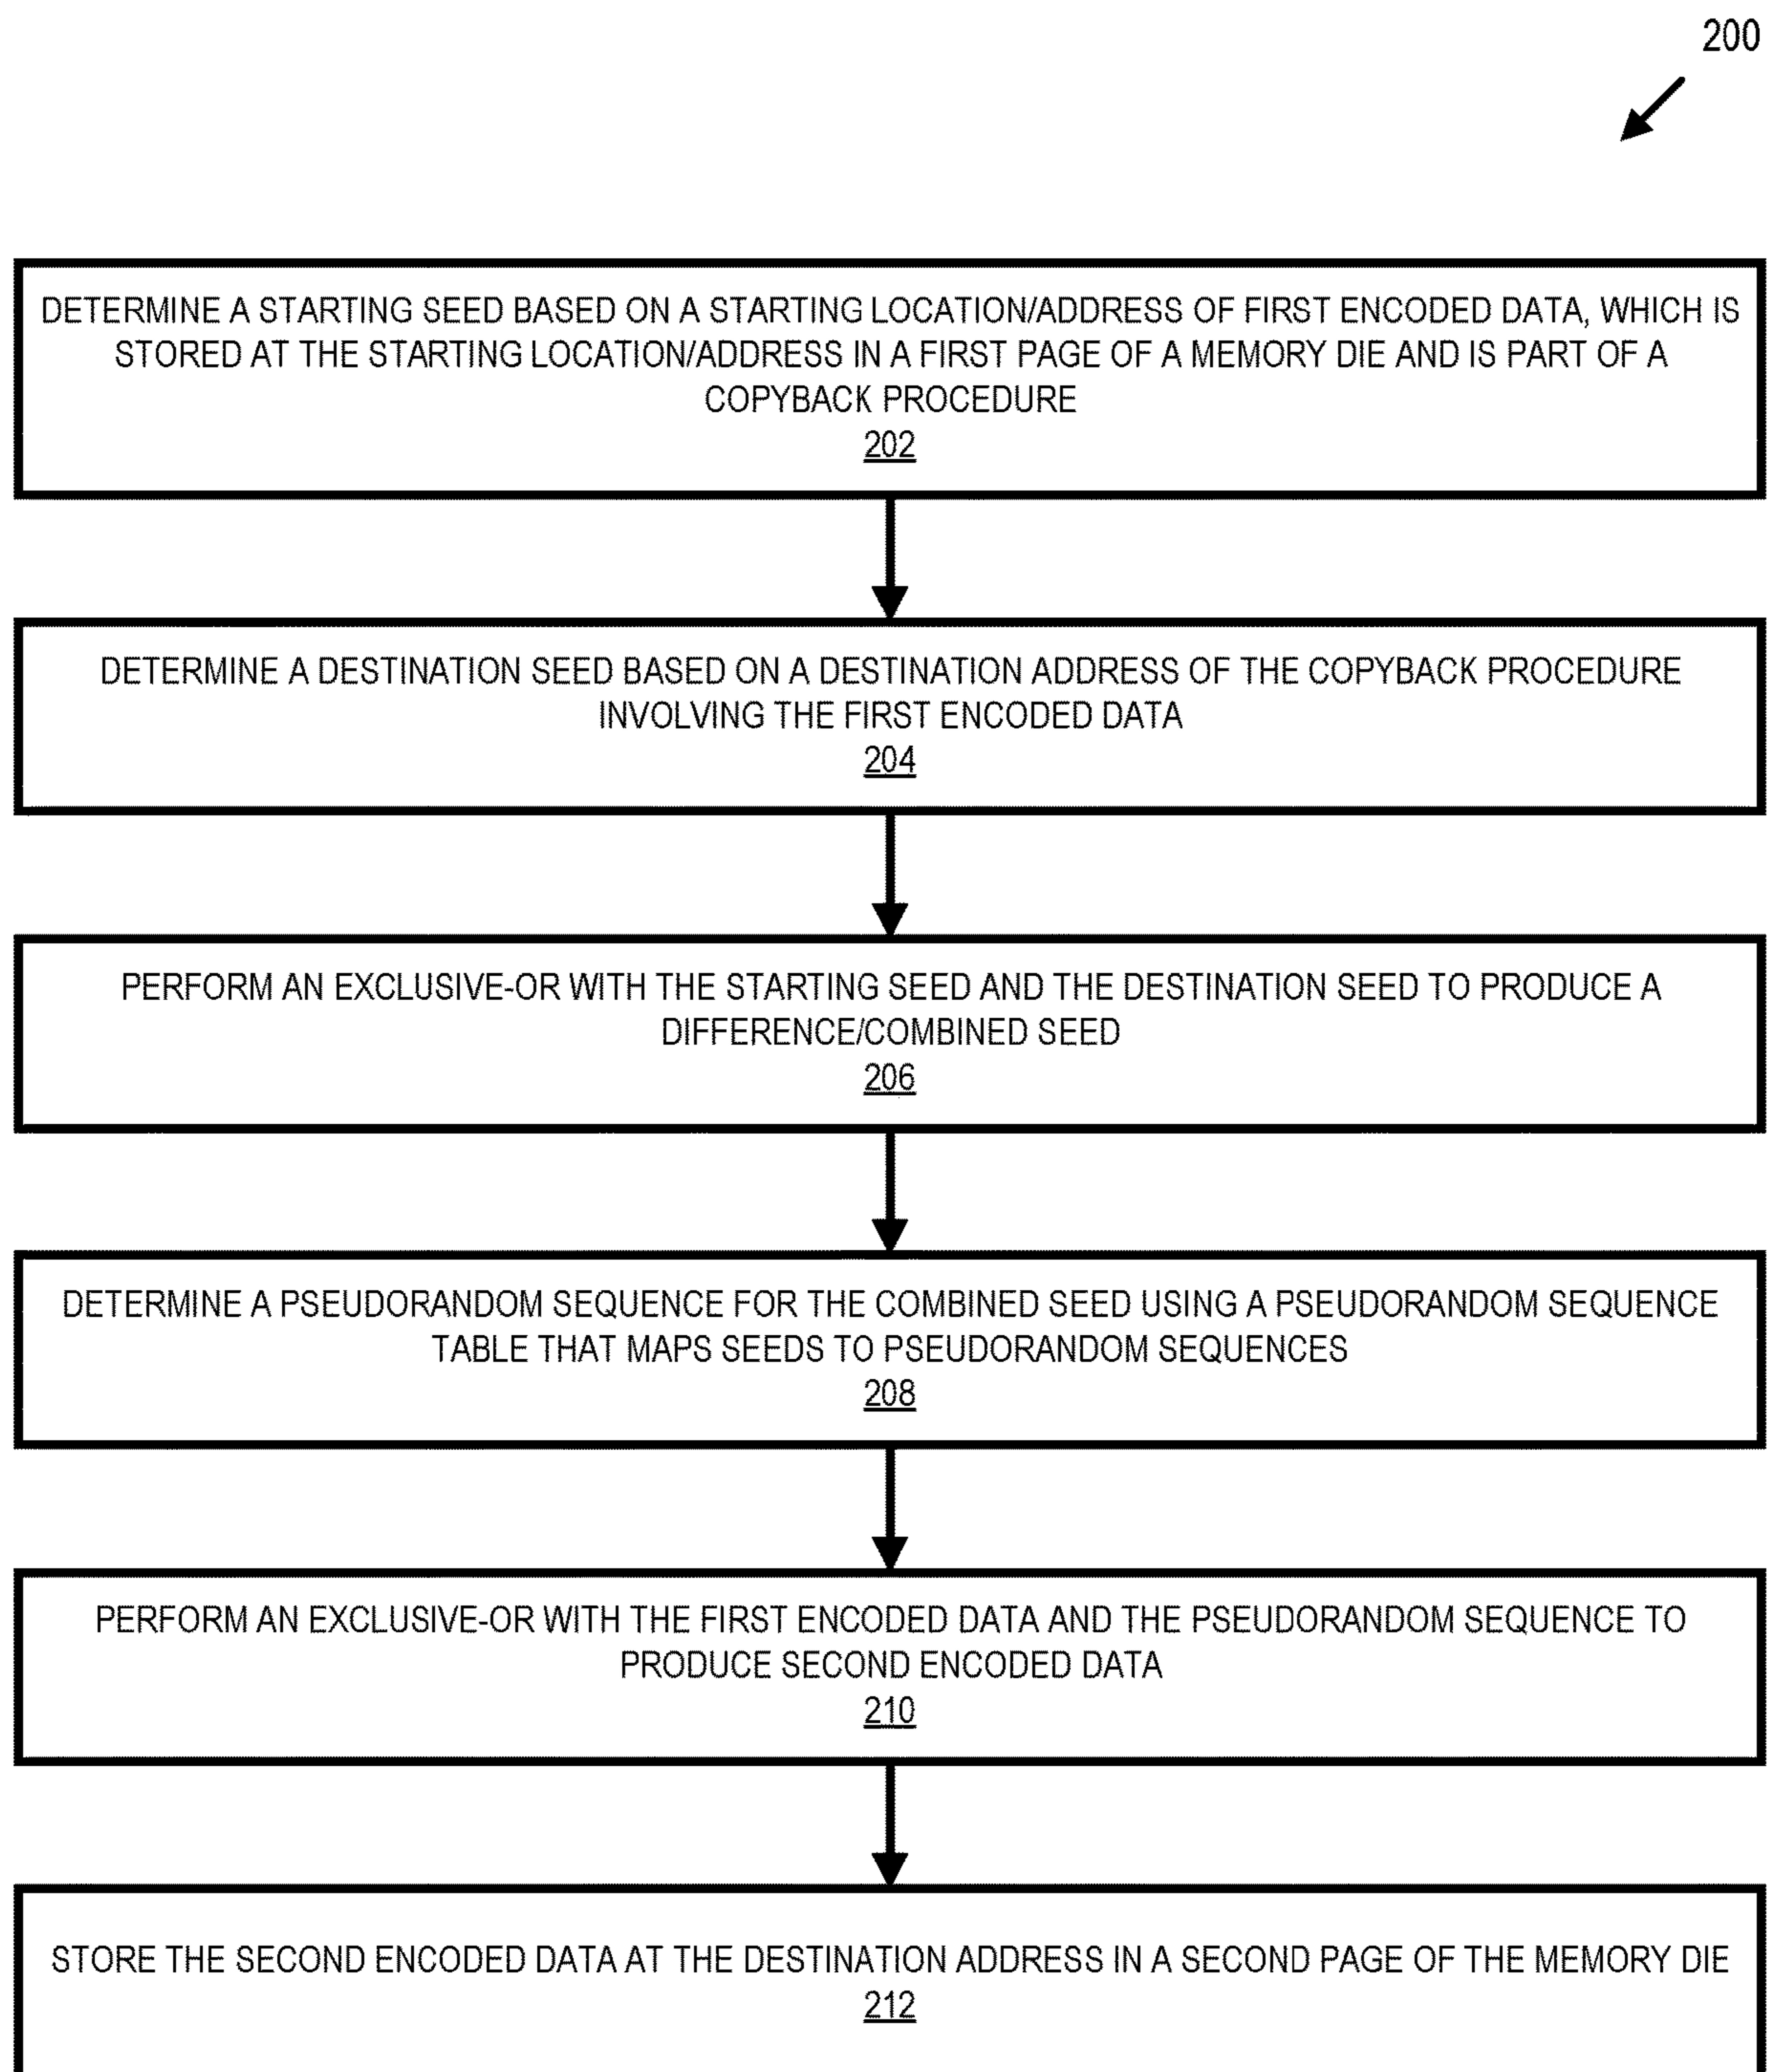 200
DETERMINE A STARTING SEED BASED ON A STARTING LOCATION/ADDRESS OF FIRST ENCODED DATA, WHICH IS
STORED AT THE STARTING LOCATION/ADDRESS IN A FIRST PAGE OF A MEMORY DIE AND IS PART OF A
COPYBACK PROCEDURE
202
DETERMINE A DESTINATION SEED BASED ON A DESTINATION ADDRESS OF THE COPYBACK PROCEDURE
INVOLVING THE FIRST ENCODED DATA
204
PERFORM AN EXCLUSIVE-OR WITH THE STARTING SEED AND THE DESTINATION SEED TO PRODUCE A
DIFFERENCE/COMBINED SEED
206
DETERMINE A PSEUDORANDOM SEQUENCE FOR THE COMBINED SEED USING A PSEUDORANDOM SEQUENCE
TABLE THAT MAPS SEEDS TO PSEUDORANDOM SEQUENCES
208
PERFORM AN EXCLUSIVE-OR WITH THE FIRST ENCODED DATA AND THE PSEUDORANDOM SEQUENCE TO
PRODUCE SECOND ENCODED DATA
210
STORE THE SECOND ENCODED DATA AT THE DESTINATION ADDRESS IN A SECOND PAGE OF THE MEMORY DIE
212